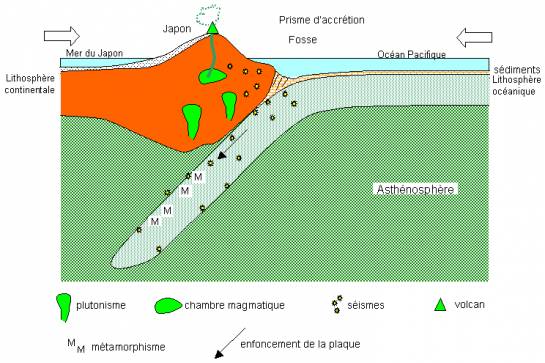 Japon
Prisme d'accrétion
Fosse
Mer du Japon
Océan Pacifique
Lithosphère
continentale
sédiments
Lithosphère
océanique
M
M
M
M
Asthénosphère
plutonisme
chambre magmatique
séismes
volcan
M
M
métamorphisme
enfoncement de la plaque